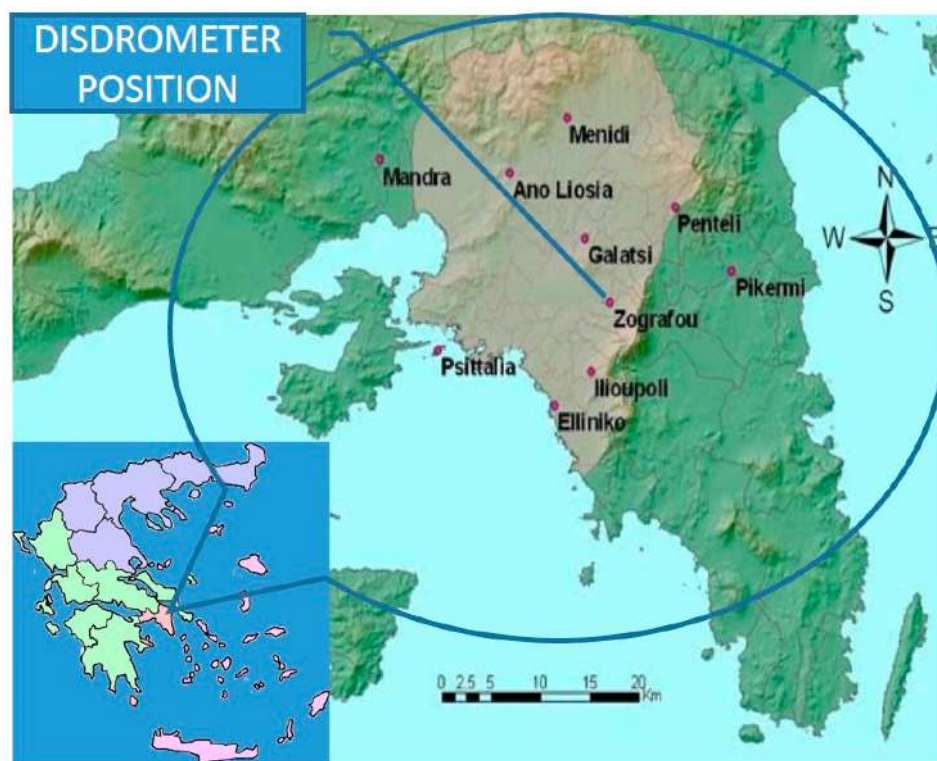 DISDROMETER
POSITION
Menidi
Mandra
Ano Liosia
Penteli
N
W
S
Galatsi
Pikermi
Zografou
Psittalia
Ilioupoli
Elliniko
0 2.5 5 10 15 20
Km